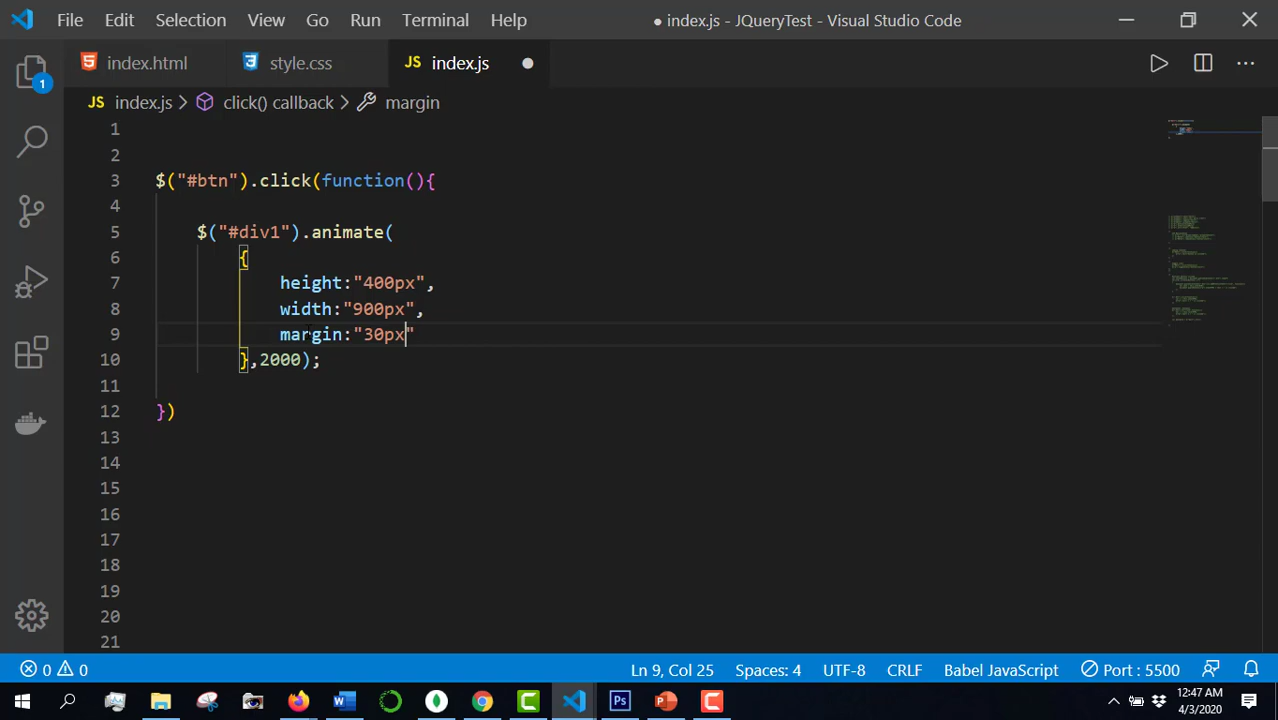 File Edit Selection View Go Run Terminal Help ● index.js - JQueryTest - Visual Studio Code
index.html style.css JS index.js
JS index.js > click() callback > margin
1
2
3 $("#btn").click(function(){
4
5 $("#div1").animate(
6 {
7 height:"400px",
8 width:"900px",
9 margin:"30px"
10 },2000);
11
12 })
13
14
15
16
17
18
19
20
21
1
0 0 Ln 9, Col 25 Spaces: 4 UTF-8 CRLF Babel JavaScript Port : 5500
12:47 AM
4/3/2020